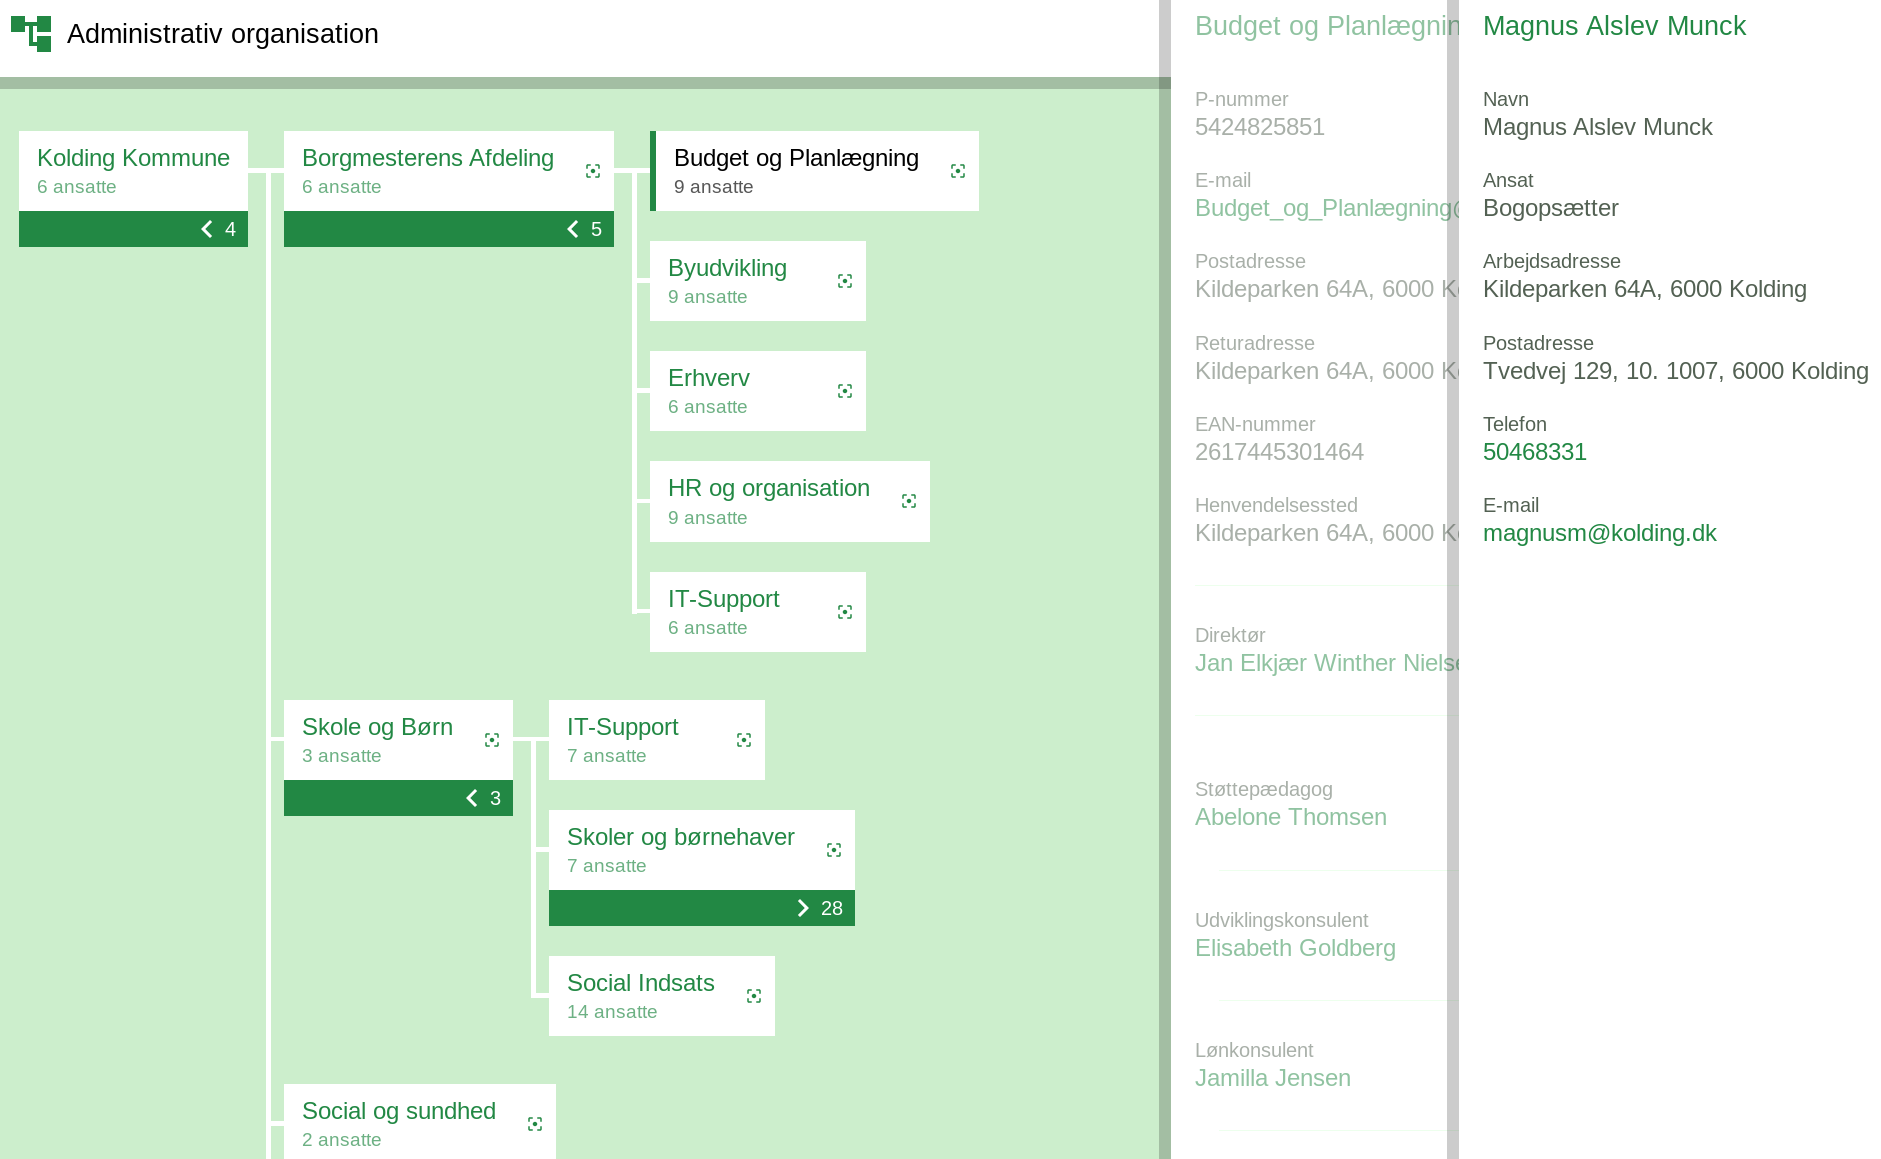 Administrativ organisation
Kolding Kommune
6 ansatte
4
Borgmesterens Afdeling
6 ansatte
5
Budget og Planlægning
9 ansatte
Byudvikling
9 ansatte
Erhverv
6 ansatte
HR og organisation
9 ansatte
IT-Support
6 ansatte
Skole og Børn
3 ansatte
3
IT-Support
7 ansatte
Skoler og børnehaver
7 ansatte
28
Social Indsats
14 ansatte
Social og sundhed
2 ansatte
Budget og Planlægnin
P-nummer
5424825851
E-mail
Budget_og_Planlægning@
Postadresse
Kildeparken 64A, 6000 Ko
Returadresse
Kildeparken 64A, 6000 Ko
EAN-nummer
2617445301464
Henvendelsessted
Kildeparken 64A, 6000 Ko
Direktør
Jan Elkjær Winther Nielse
Støttepædagog
Abelone Thomsen
Udviklingskonsulent
Elisabeth Goldberg
Lønkonsulent
Jamilla Jensen
Magnus Alslev Munck
Navn
Magnus Alslev Munck
Ansat
Bogopsætter
Arbejdsadresse
Kildeparken 64A, 6000 Kolding
Postadresse
Tvedvej 129, 10. 1007, 6000 Kolding
Telefon
50468331
E-mail
magnusm@kolding.dk